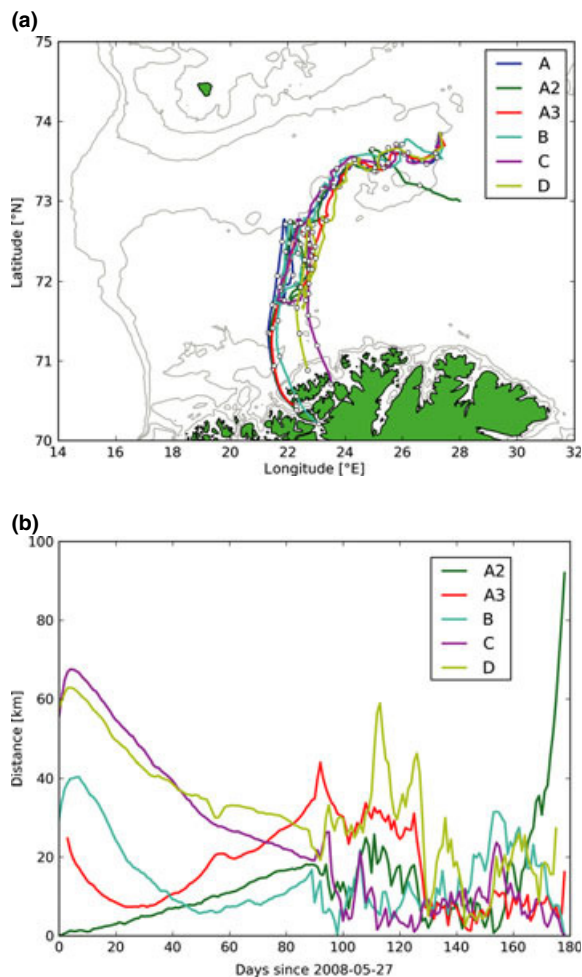 (a)
75
74
73
72
71
70
Latitude [°N]
A
A2
A3
B
C
D
14 16 18 20 22 24 26 28 30 32
Longitude [°E]
(b)
100
80
60
40
20
0
Distance [km]
A2
A3
B
C
D
0 20 40 60 80 100 120 140 160 180
Days since 2008-05-27